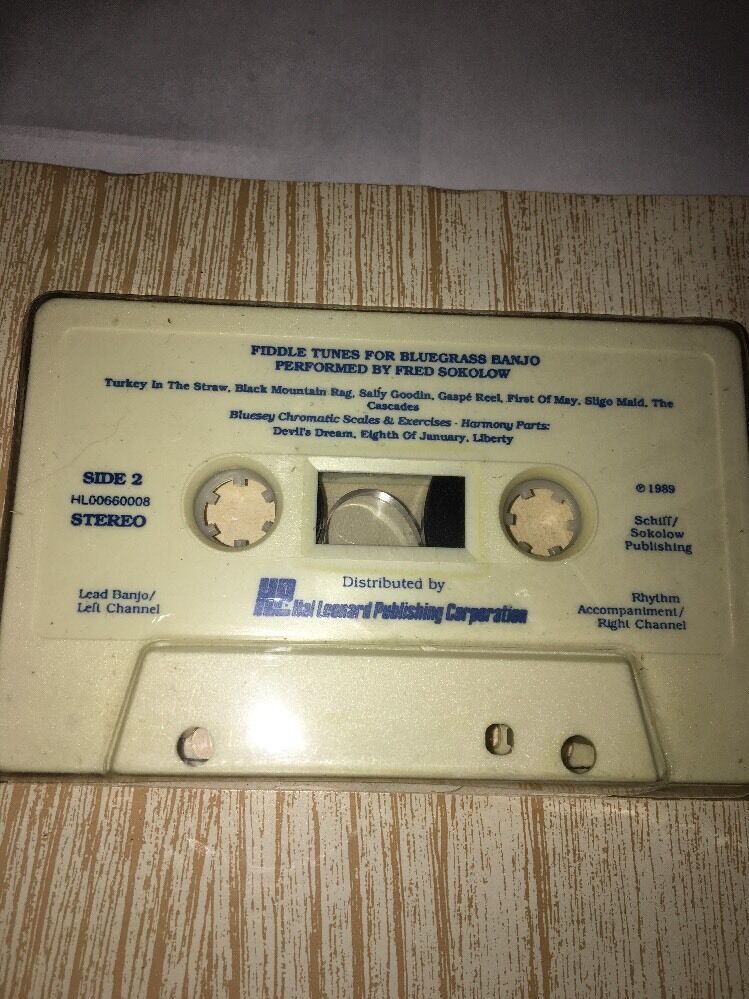 FIDDLE TUNES FOR BLUEGRASS BANJO
PERFORMED BY FRED SOKOLOW
Turkey In The Straw, Black Mountain Rag, Sally Goodin, Gaspé Reel, First Of May, Sligo Maid, The
Cascades
Bluesey Chromatic Scales & Exercises · Harmony Parts:
Devil's Dream, Eighth Of January, Liberty
SIDE 2
HL00660008
STEREO
℗ 1989
Schiff/
Sokolow
Publishing
Lead Banjo/
Left Channel
Distributed by
Hal Leonard Publishing Corporation
Rhythm
Accompaniment/
Right Channel